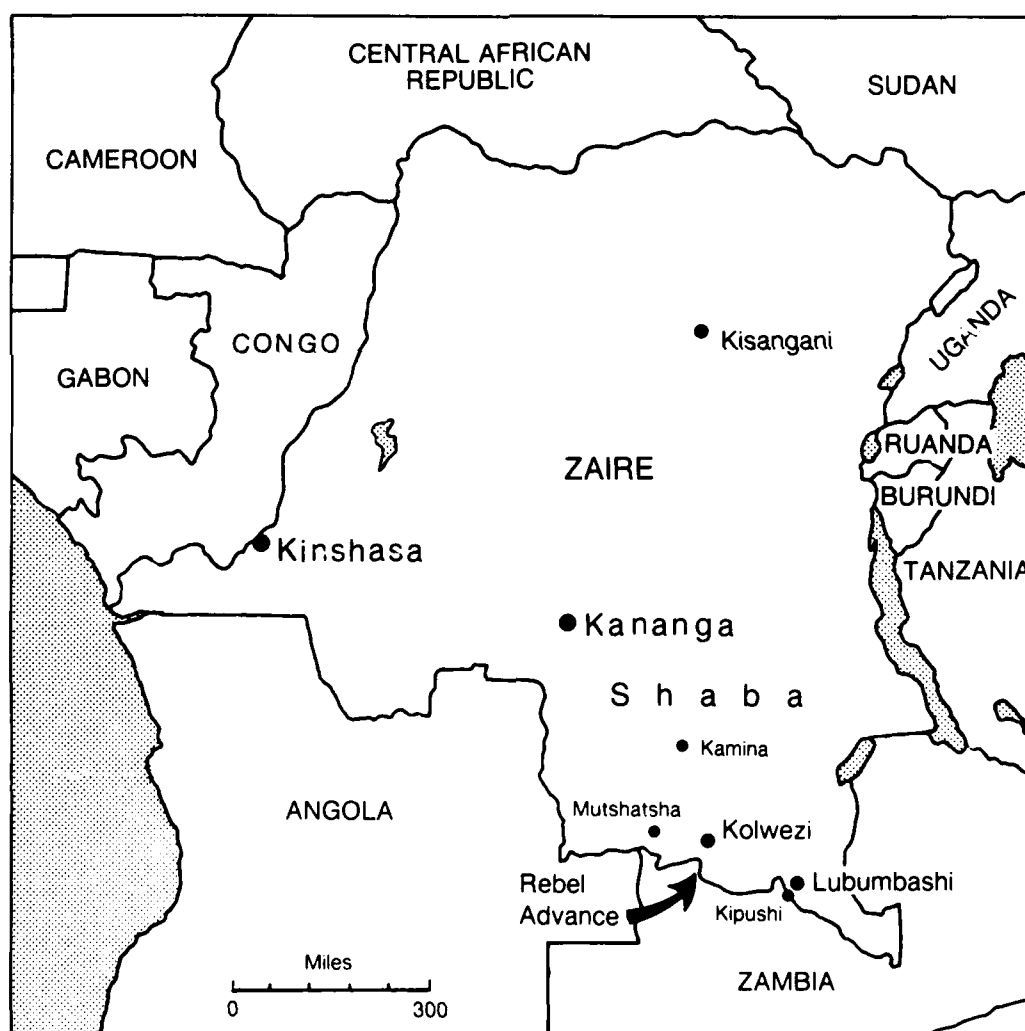 CENTRAL AFRICAN
REPUBLIC
SUDAN
CAMEROON
UGANDA
CONGO
Kisangani
GABON
RUANDA
ZAIRE
BURUNDI
Kinshasa
TANZANIA
Kananga
Shaba
Kamina
ANGOLA
Mutshatsha
Kolwezi
Rebel
Advance
Lubumbashi
Kipushi
Miles
0 300
ZAMBIA